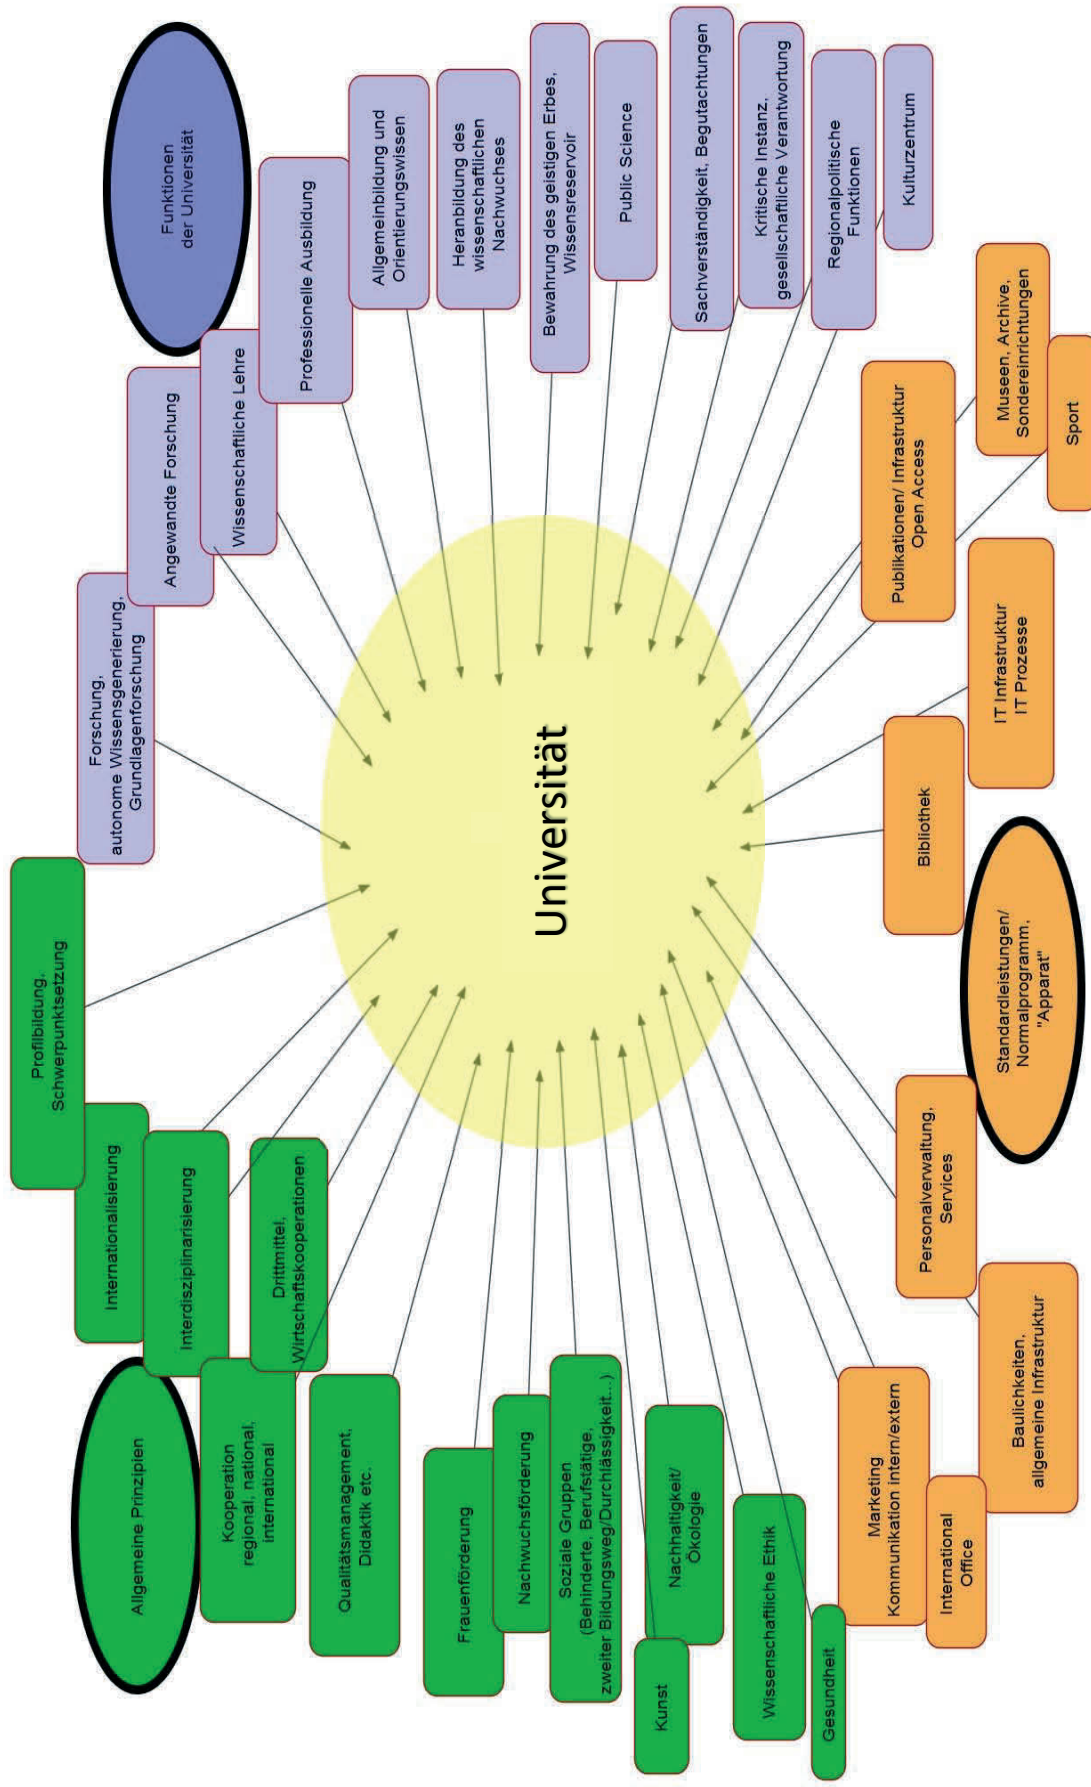 Allgemeine Prinzipien
Internationalisierung
Profilbildung,
Schwerpunktsetzung
Interdisziplinarisierung
Kooperation
regional, national,
international
Drittmittel,
Wirtschaftskooperationen
Qualitätsmanagement,
Didaktik etc.
Frauenförderung
Nachwuchsförderung
Soziale Gruppen
(Behinderte, Berufstätige,
zweiter Bildungsweg/Durchlässigkeit...)
Kunst
Nachhaltigkeit/
Ökologie
Wissenschaftliche Ethik
Gesundheit
Universität
Funktionen
der Universität
Forschung,
autonome Wissensgenerierung,
Grundlagenforschung
Angewandte Forschung
Wissenschaftliche Lehre
Professionelle Ausbildung
Allgemeinbildung und
Orientierungswissen
Heranbildung des
wissenschaftlichen
Nachwuchses
Bewahrung des geistigen Erbes,
Wissensreservoir
Public Science
Sachverständigkeit, Begutachtungen
Kritische Instanz,
gesellschaftliche Verantwortung
Regionalpolitische
Funktionen
Kulturzentrum
Marketing
Kommunikation intern/extern
International
Office
Baulichkeiten,
allgemeine Infrastruktur
Personalverwaltung,
Services
Standardleistungen/
Normalprogramm,
"Apparat"
Bibliothek
IT Infrastruktur
IT Prozesse
Publikationen/ Infrastruktur
Open Access
Museen, Archive,
Sondereinrichtungen
Sport